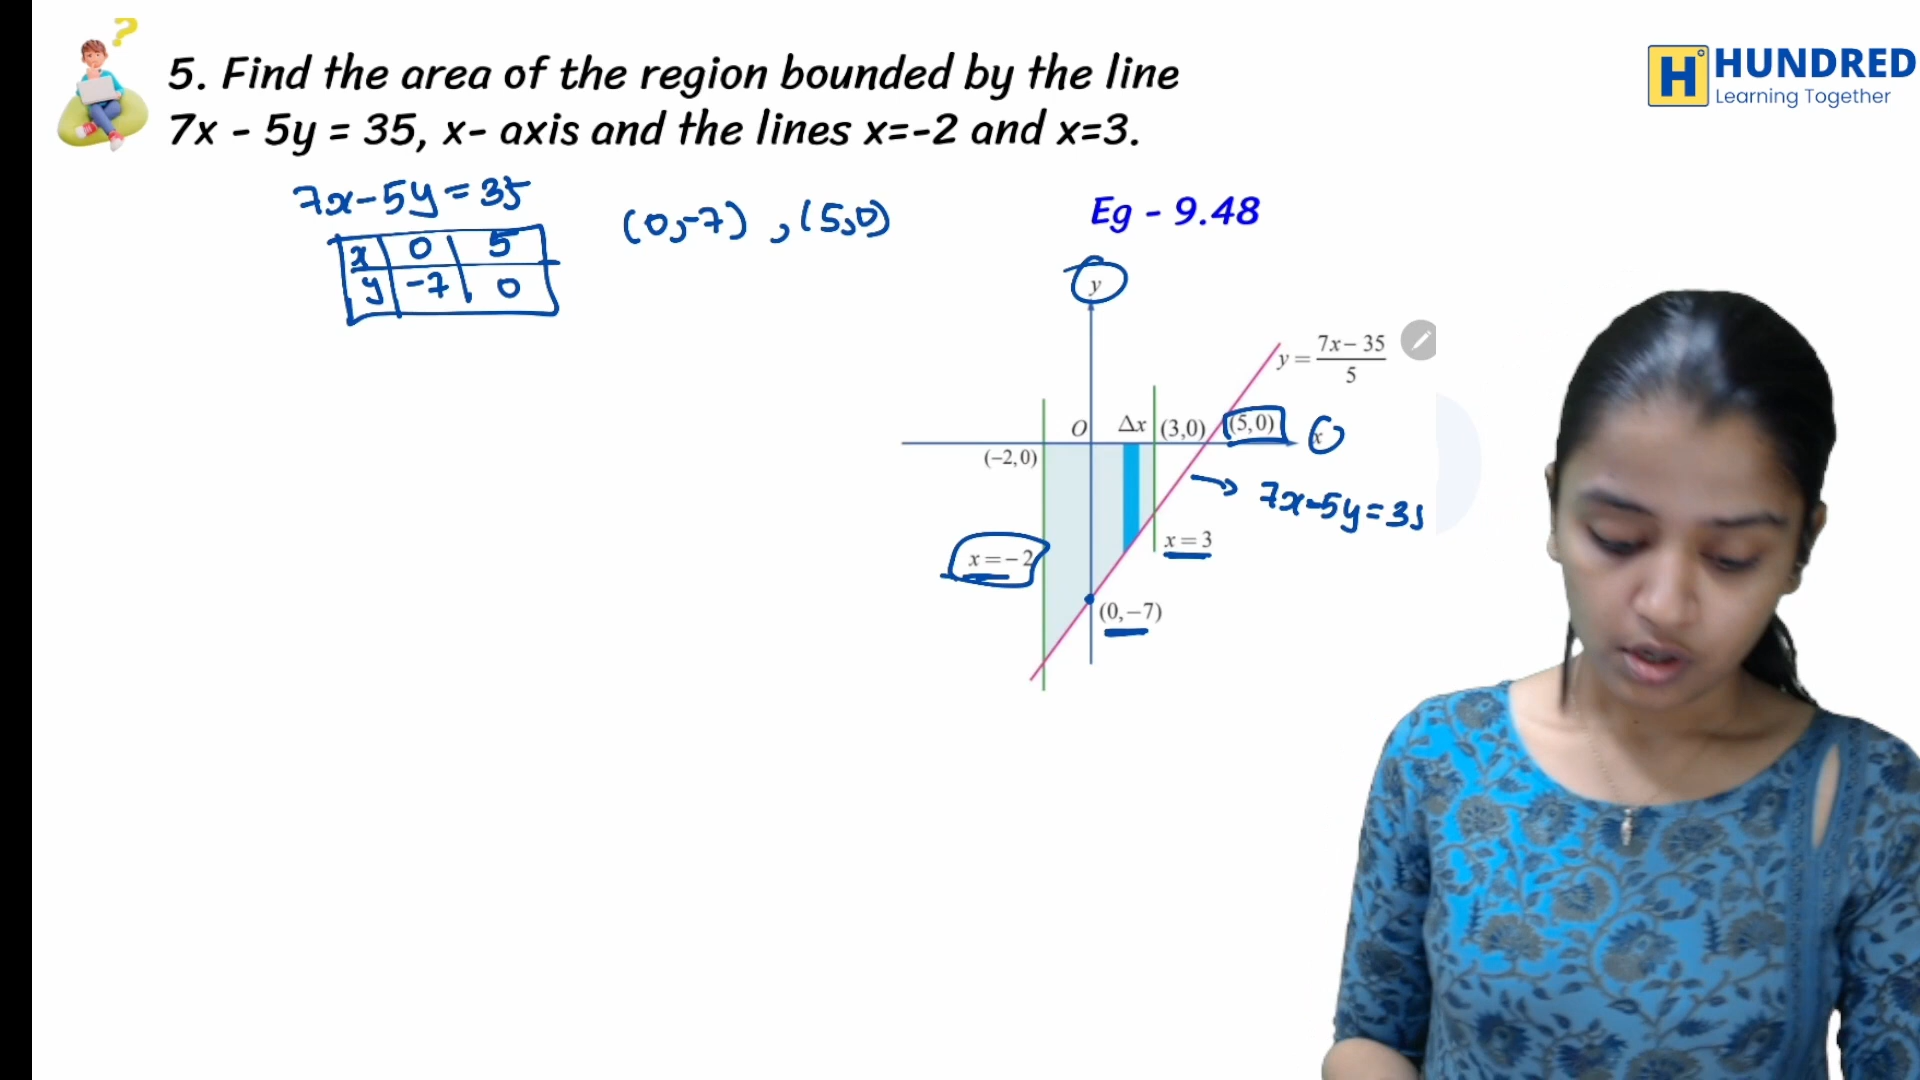 5. Find the area of the region bounded by the line
7x - 5y = 35, x- axis and the lines x=-2 and x=3.
HUNDRED
Learning Together
7x-5y=35
x 0 5
y -7 0
(0,-7) , (5,0)
Eg - 9.48
y
y = 7x-35 / 5
O Δx (3,0) (5,0) x
(-2,0)
7x-5y=35
x = 3
x = -2
(0,-7)